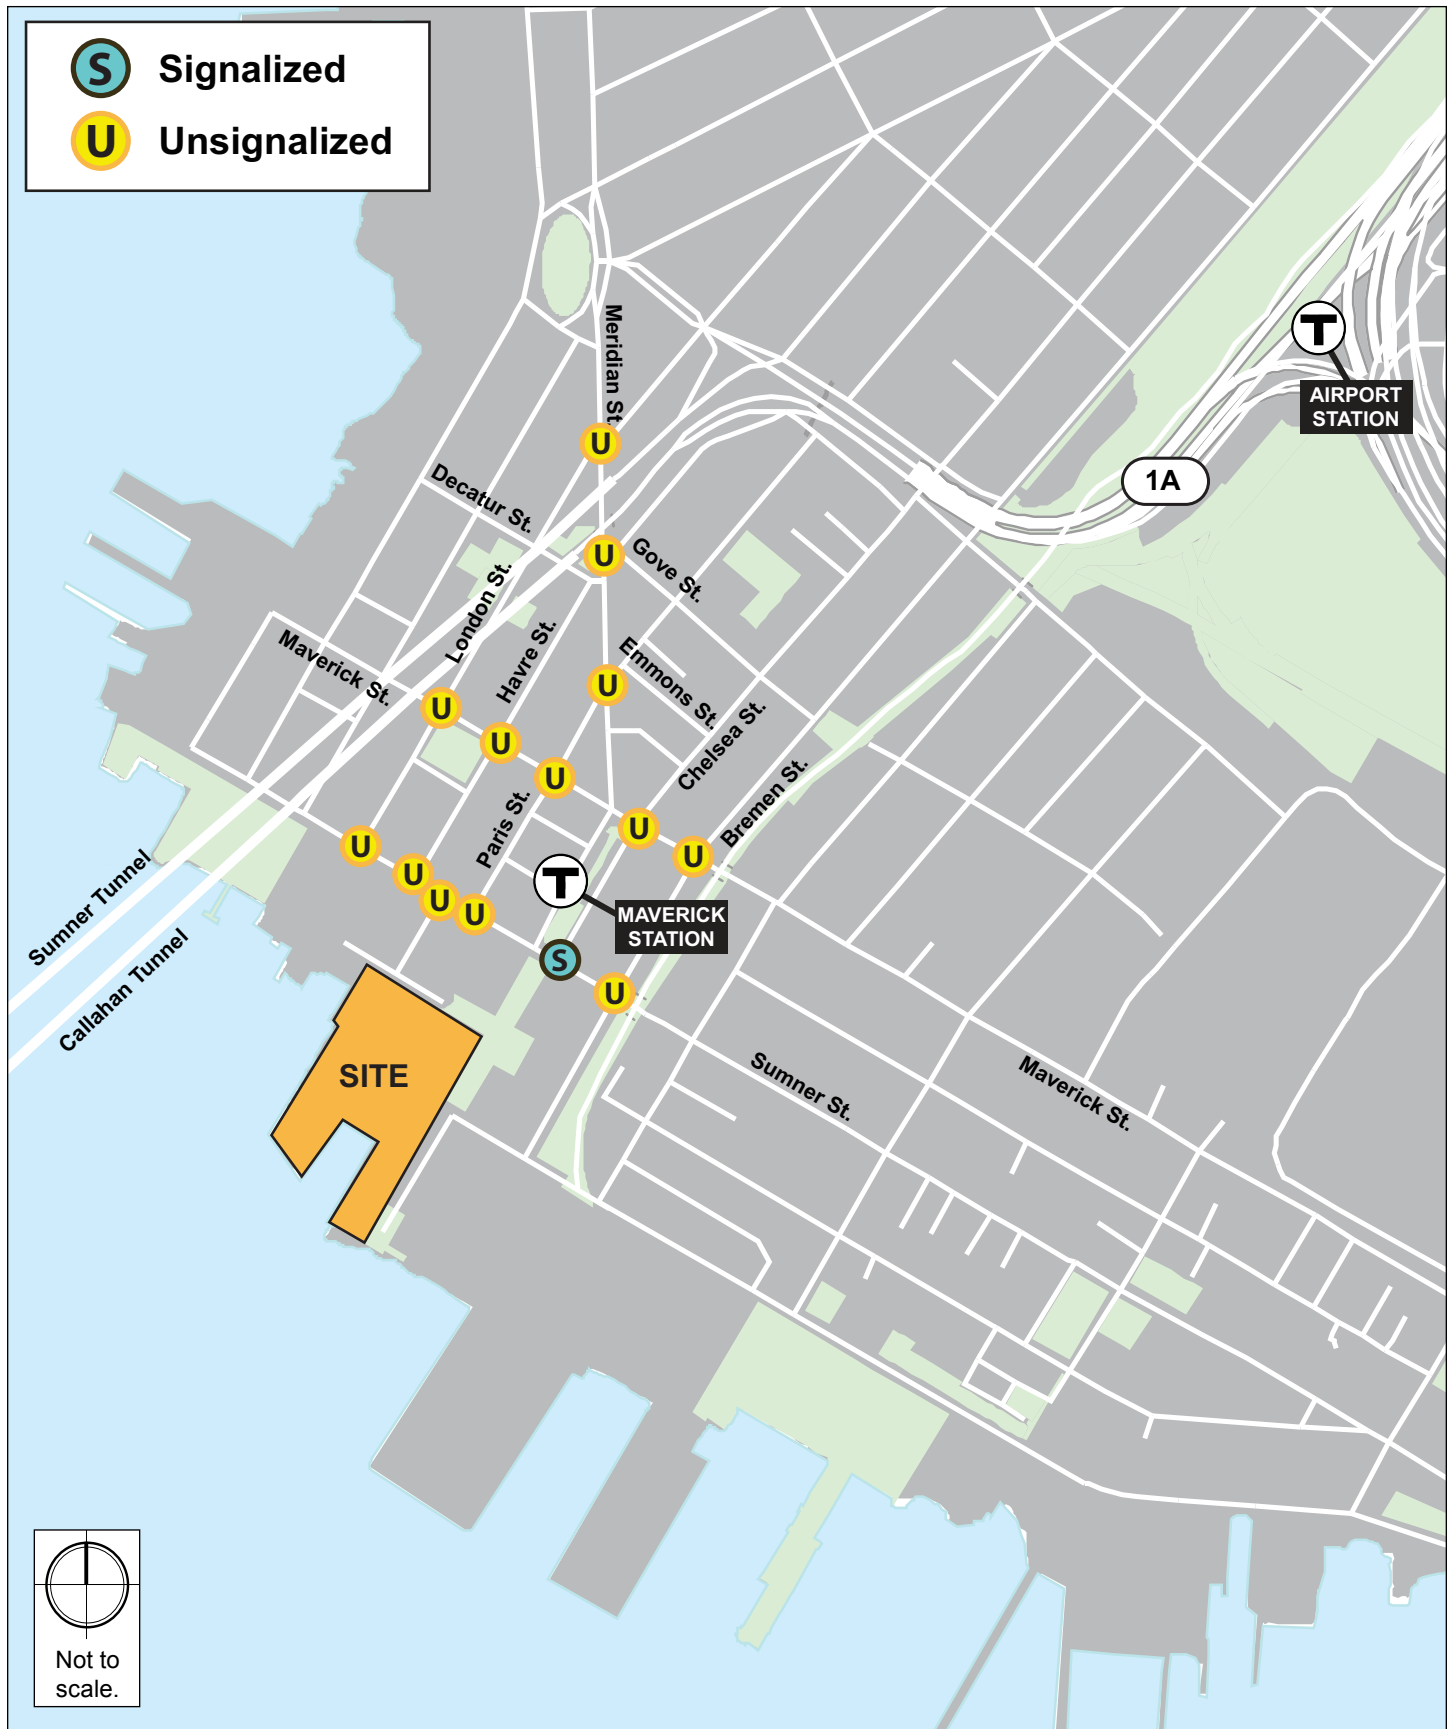 S Signalized
U Unsignalized
T
AIRPORT
STATION
1A
Meridian St.
U
Decatur St.
U
Gove St.
London St.
Havre St.
Emmons St.
Maverick St.
U
U
U
Chelsea St.
U
Bremen St.
Paris St.
U
U
U
T
MAVERICK
STATION
U
U
U
S
U
Sumner Tunnel
Callahan Tunnel
SITE
Sumner St.
Maverick St.
Not to
scale.